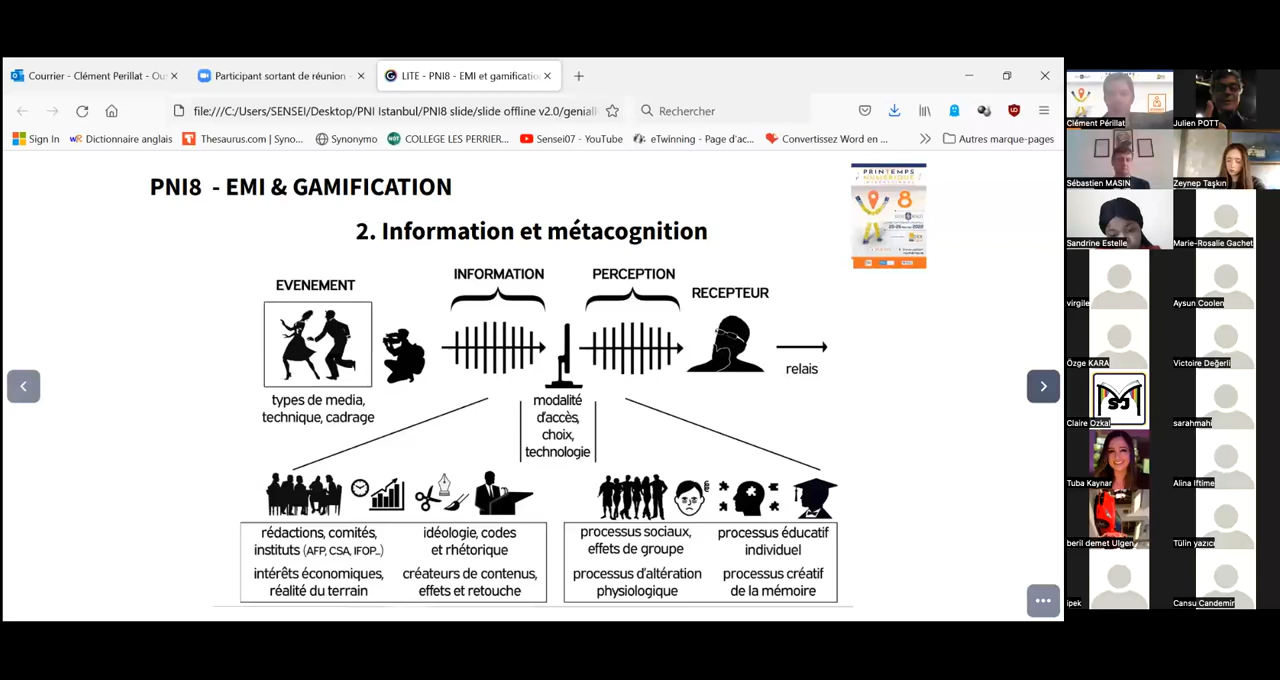 Courrier - Clément Perillat - Ou
Participant sortant de réunion -
LITE - PNI8 - EMI et gamificatio
file:///C:/Users/SENSEI/Desktop/PNI Istanbul/PNI8 slide/slide offline v2.0/genial
Rechercher
Sign In
Dictionnaire anglais
Thesaurus.com | Syno...
Synonymo
COLLEGE LES PERRIER...
Sensei07 - YouTube
eTwinning - Page d'ac...
Convertissez Word en ...
Autres marque-pages
PNI8 - EMI & GAMIFICATION
PRINTEMPS
NUMÉRIQUE
8
2. Information et métacognition
EVENEMENT
INFORMATION
PERCEPTION
RECEPTEUR
relais
types de media,
technique, cadrage
modalité
d'accès,
choix,
technologie
rédactions, comités,
instituts (AFP, CSA, IFOP...)
idéologie, codes
et rhétorique
intérêts économiques,
réalité du terrain
créateurs de contenus,
effets et retouche
processus sociaux,
effets de groupe
processus éducatif
individuel
processus d'altération
physiologique
processus créatif
de la mémoire
Clément Périllat
Julien POTT
Sébastien MASIN
Zeynep Taşkın
Sandrine Estelle
Marie-Rosalie Gachet
virgile
Aysun Coolen
Özge KARA
Victoire Değerli
SJ
Claire Ozkal
sarahmahi
Tuba Kaynar
Alina Iftime
beril demet Ulgen
Tülin yazıcı
ipek
Cansu Candemir